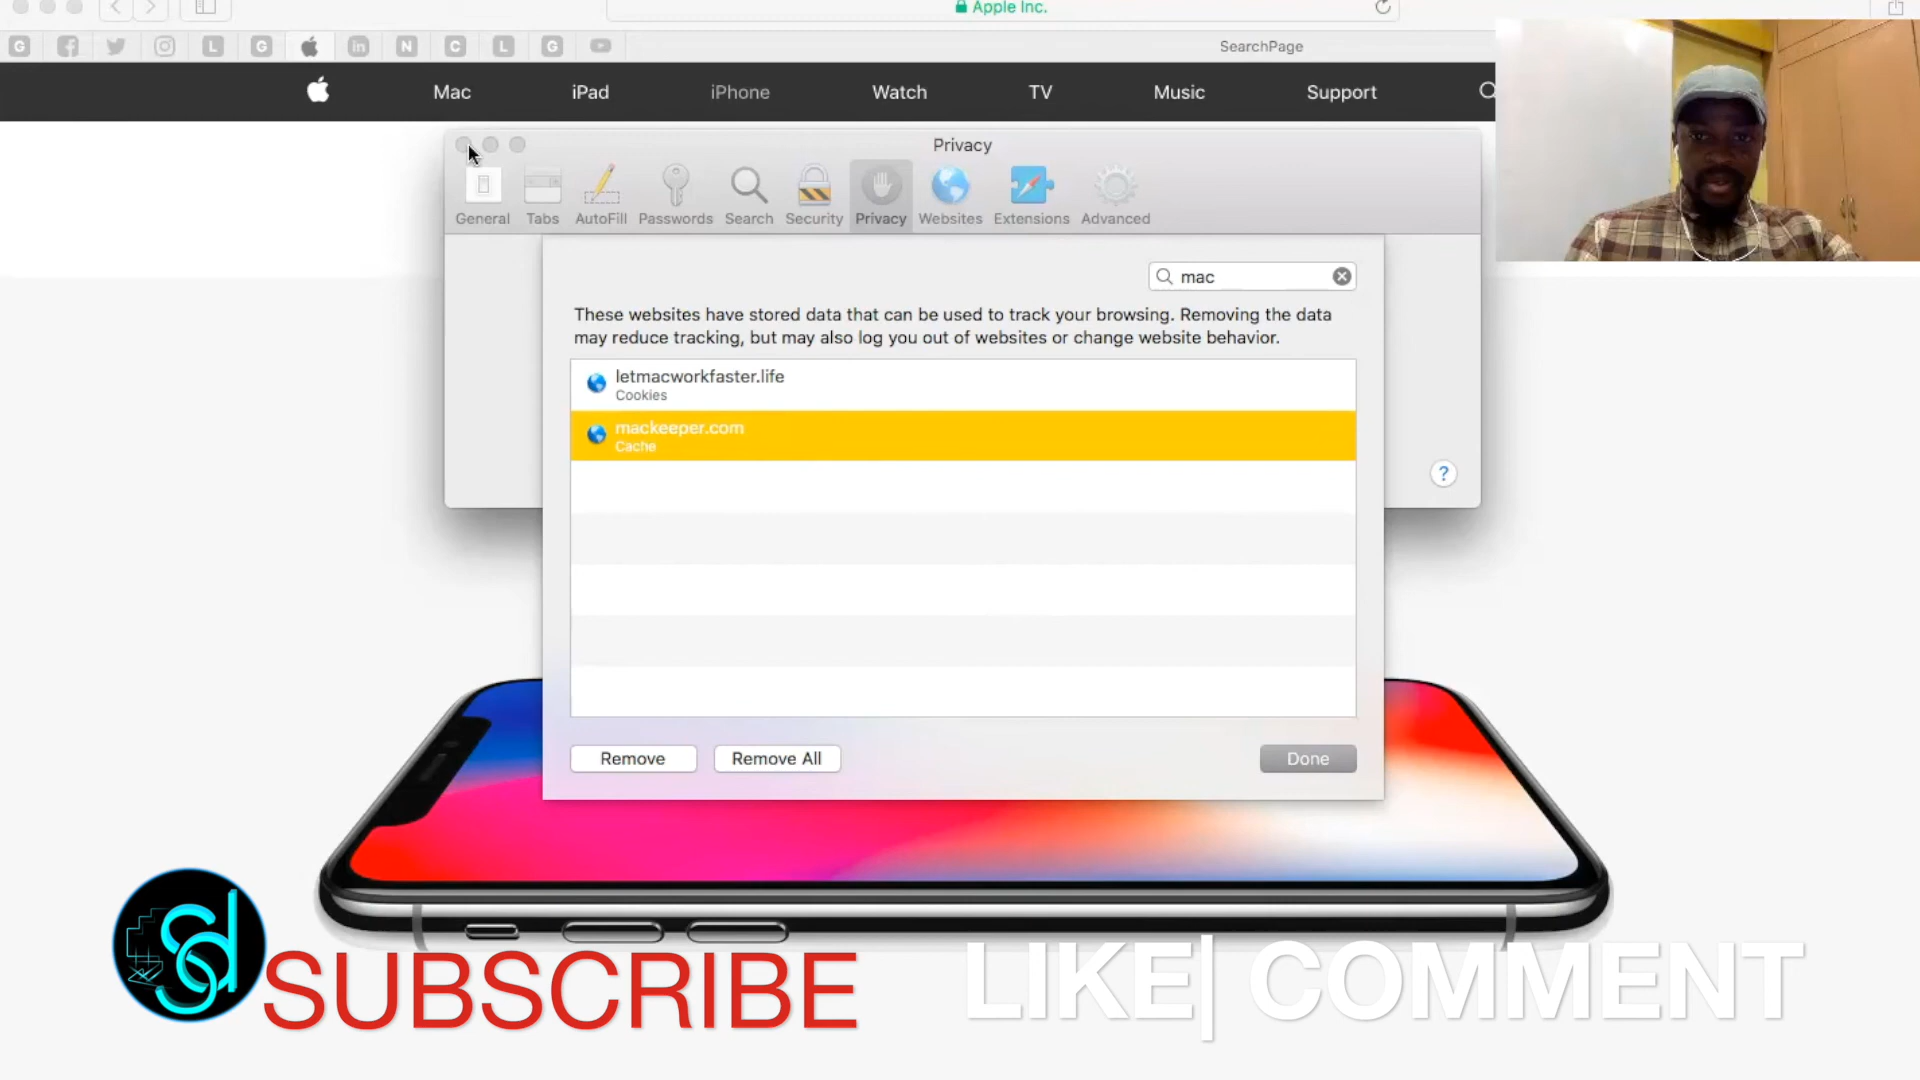 Apple Inc.
G L G in N C L G
SearchPage
Mac iPad iPhone Watch TV Music Support
Privacy
General Tabs AutoFill Passwords Search Security Privacy Websites Extensions Advanced
mac
These websites have stored data that can be used to track your browsing. Removing the data
may reduce tracking, but may also log you out of websites or change website behavior.
letmacworkfaster.life
Cookies
mackeeper.com
Cache
?
Remove Remove All Done
sd
SUBSCRIBE LIKE| COMMENT